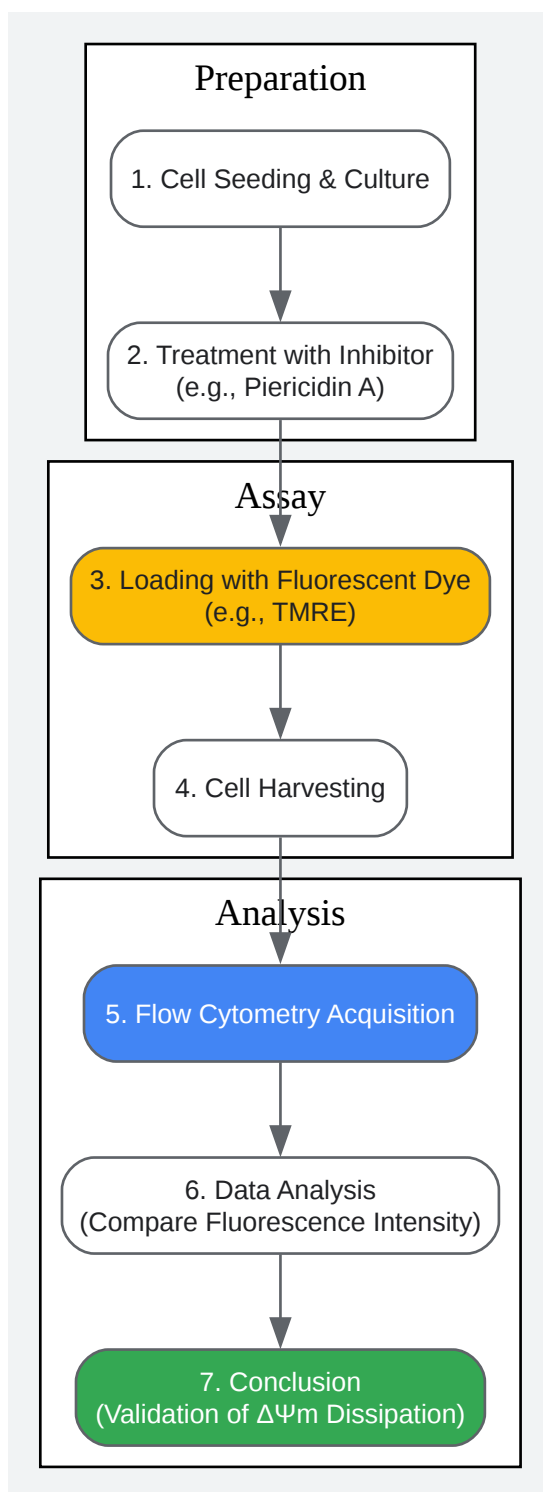 Preparation
1. Cell Seeding & Culture
2. Treatment with Inhibitor
(e.g., Piericidin A)
Assay
3. Loading with Fluorescent Dye
(e.g., TMRE)
4. Cell Harvesting
Analysis
5. Flow Cytometry Acquisition
6. Data Analysis
(Compare Fluorescence Intensity)
7. Conclusion
(Validation of ΔΨm Dissipation)